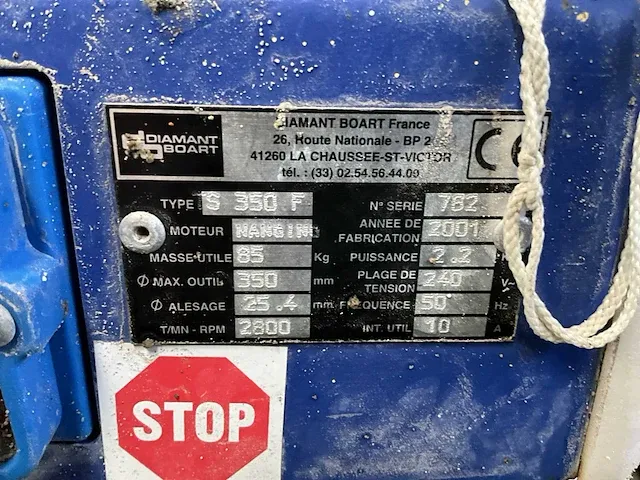 DIAMANT
BOART
DIAMANT BOART France
26, Houte Nationale - BP 2
41260 LA CHAUSSEE-ST-VICTOR
tél. : (33) 02.54.56.44.09
CE
TYPE S 350 F
N° SERIE 782
MOTEUR
ANNEE DE FABRICATION 2001
MASSE UTILE 85 Kg
PUISSANCE 2.2
Ø MAX. OUTIL 350 mm
PLAGE DE TENSION 240 V~
Ø ALESAGE 25.4 mm
FREQUENCE 50 Hz
T/MN - RPM 2800
INT. UTIL 10 A
STOP